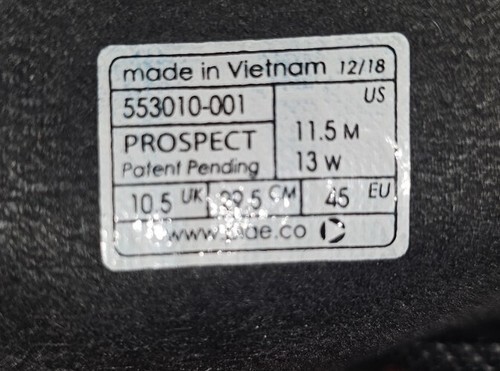 made in Vietnam 12/18
553010-001
US
PROSPECT
11.5 M
Patent Pending
13 W
10.5 UK
CM
45 EU